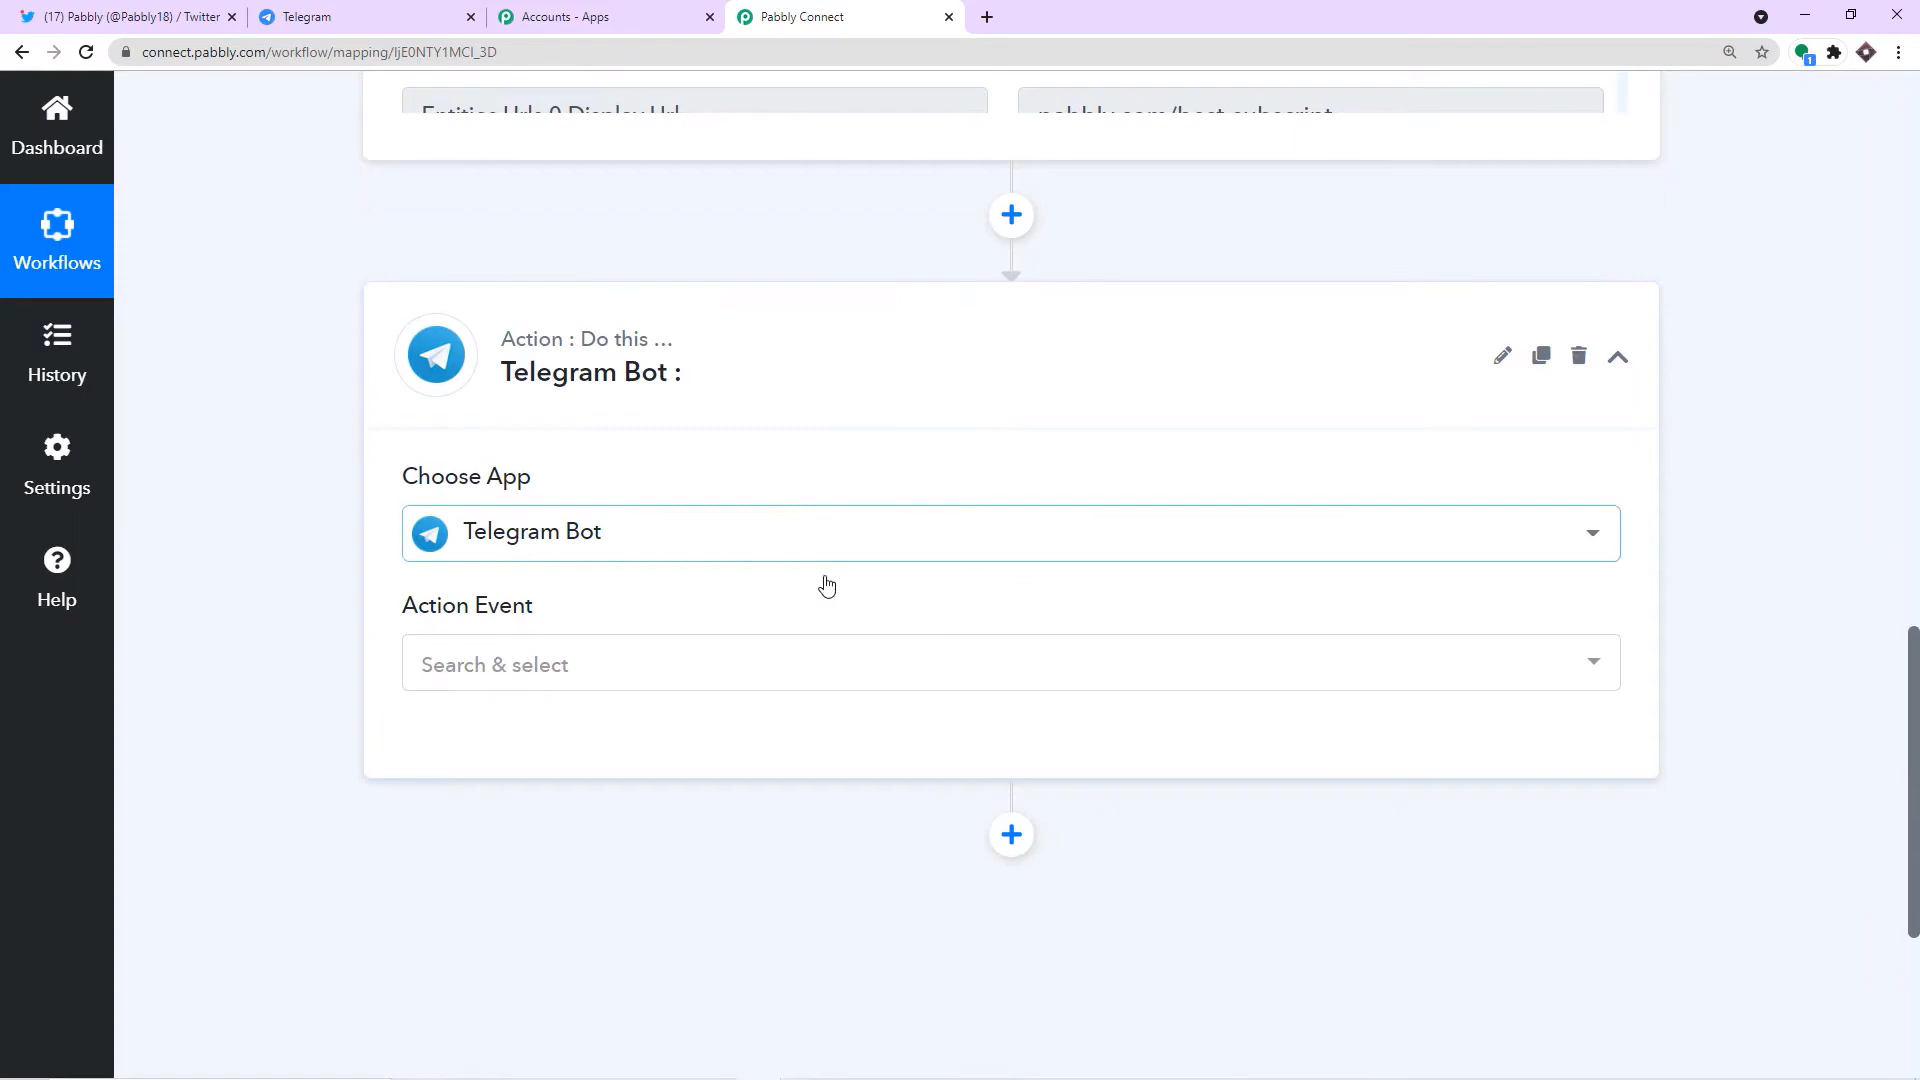 (17) Pabbly (@Pabbly18) / Twitter
Telegram
Accounts - Apps
Pabbly Connect
connect.pabbly.com/workflow/mapping/IjE0NTY1MCI_3D
1
Dashboard
Workflows
History
Settings
Help
Entities Urls 0 Display Url
pabbly.com/best-subscript
Action : Do this ...
Telegram Bot :
Choose App
Telegram Bot
Action Event
Search & select